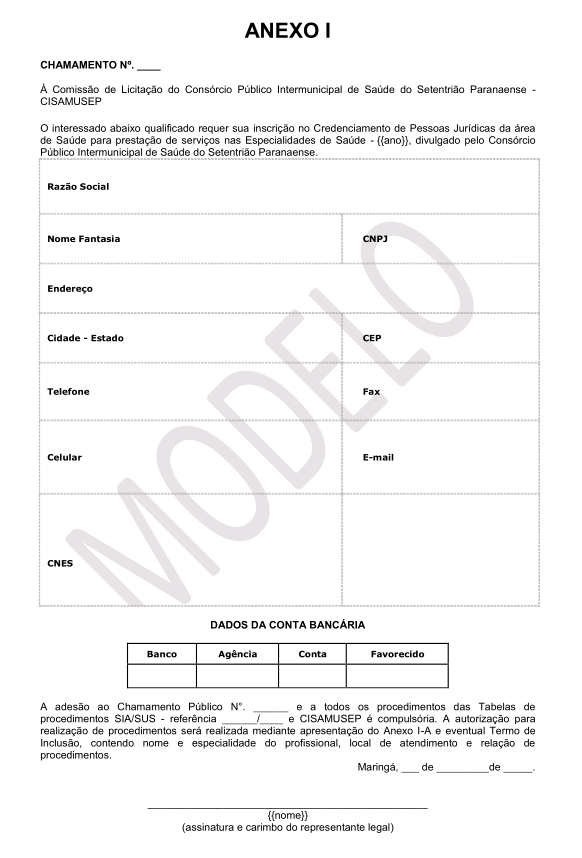 ANEXO I
CHAMAMENTO Nº. ____
À Comissão de Licitação do Consórcio Público Intermunicipal de Saúde do Setentrião Paranaense -
CISAMUSEP
O interessado abaixo qualificado requer sua inscrição no Credenciamento de Pessoas Jurídicas da área
de Saúde para prestação de serviços nas Especialidades de Saúde - {{ano}}, divulgado pelo Consórcio
Público Intermunicipal de Saúde do Setentrião Paranaense.
Razão Social
Nome Fantasia CNPJ
Endereço
Cidade - Estado CEP
Telefone Fax
Celular E-mail
CNES
MODELO
DADOS DA CONTA BANCÁRIA
Banco Agência Conta Favorecido
A adesão ao Chamamento Público N°. ______ e a todos os procedimentos das Tabelas de
procedimentos SIA/SUS - referência ______/____ e CISAMUSEP é compulsória. A autorização para
realização de procedimentos será realizada mediante apresentação do Anexo I-A e eventual Termo de
Inclusão, contendo nome e especialidade do profissional, local de atendimento e relação de
procedimentos.
Maringá, ___ de _________de _____.
{{nome}}
(assinatura e carimbo do representante legal)